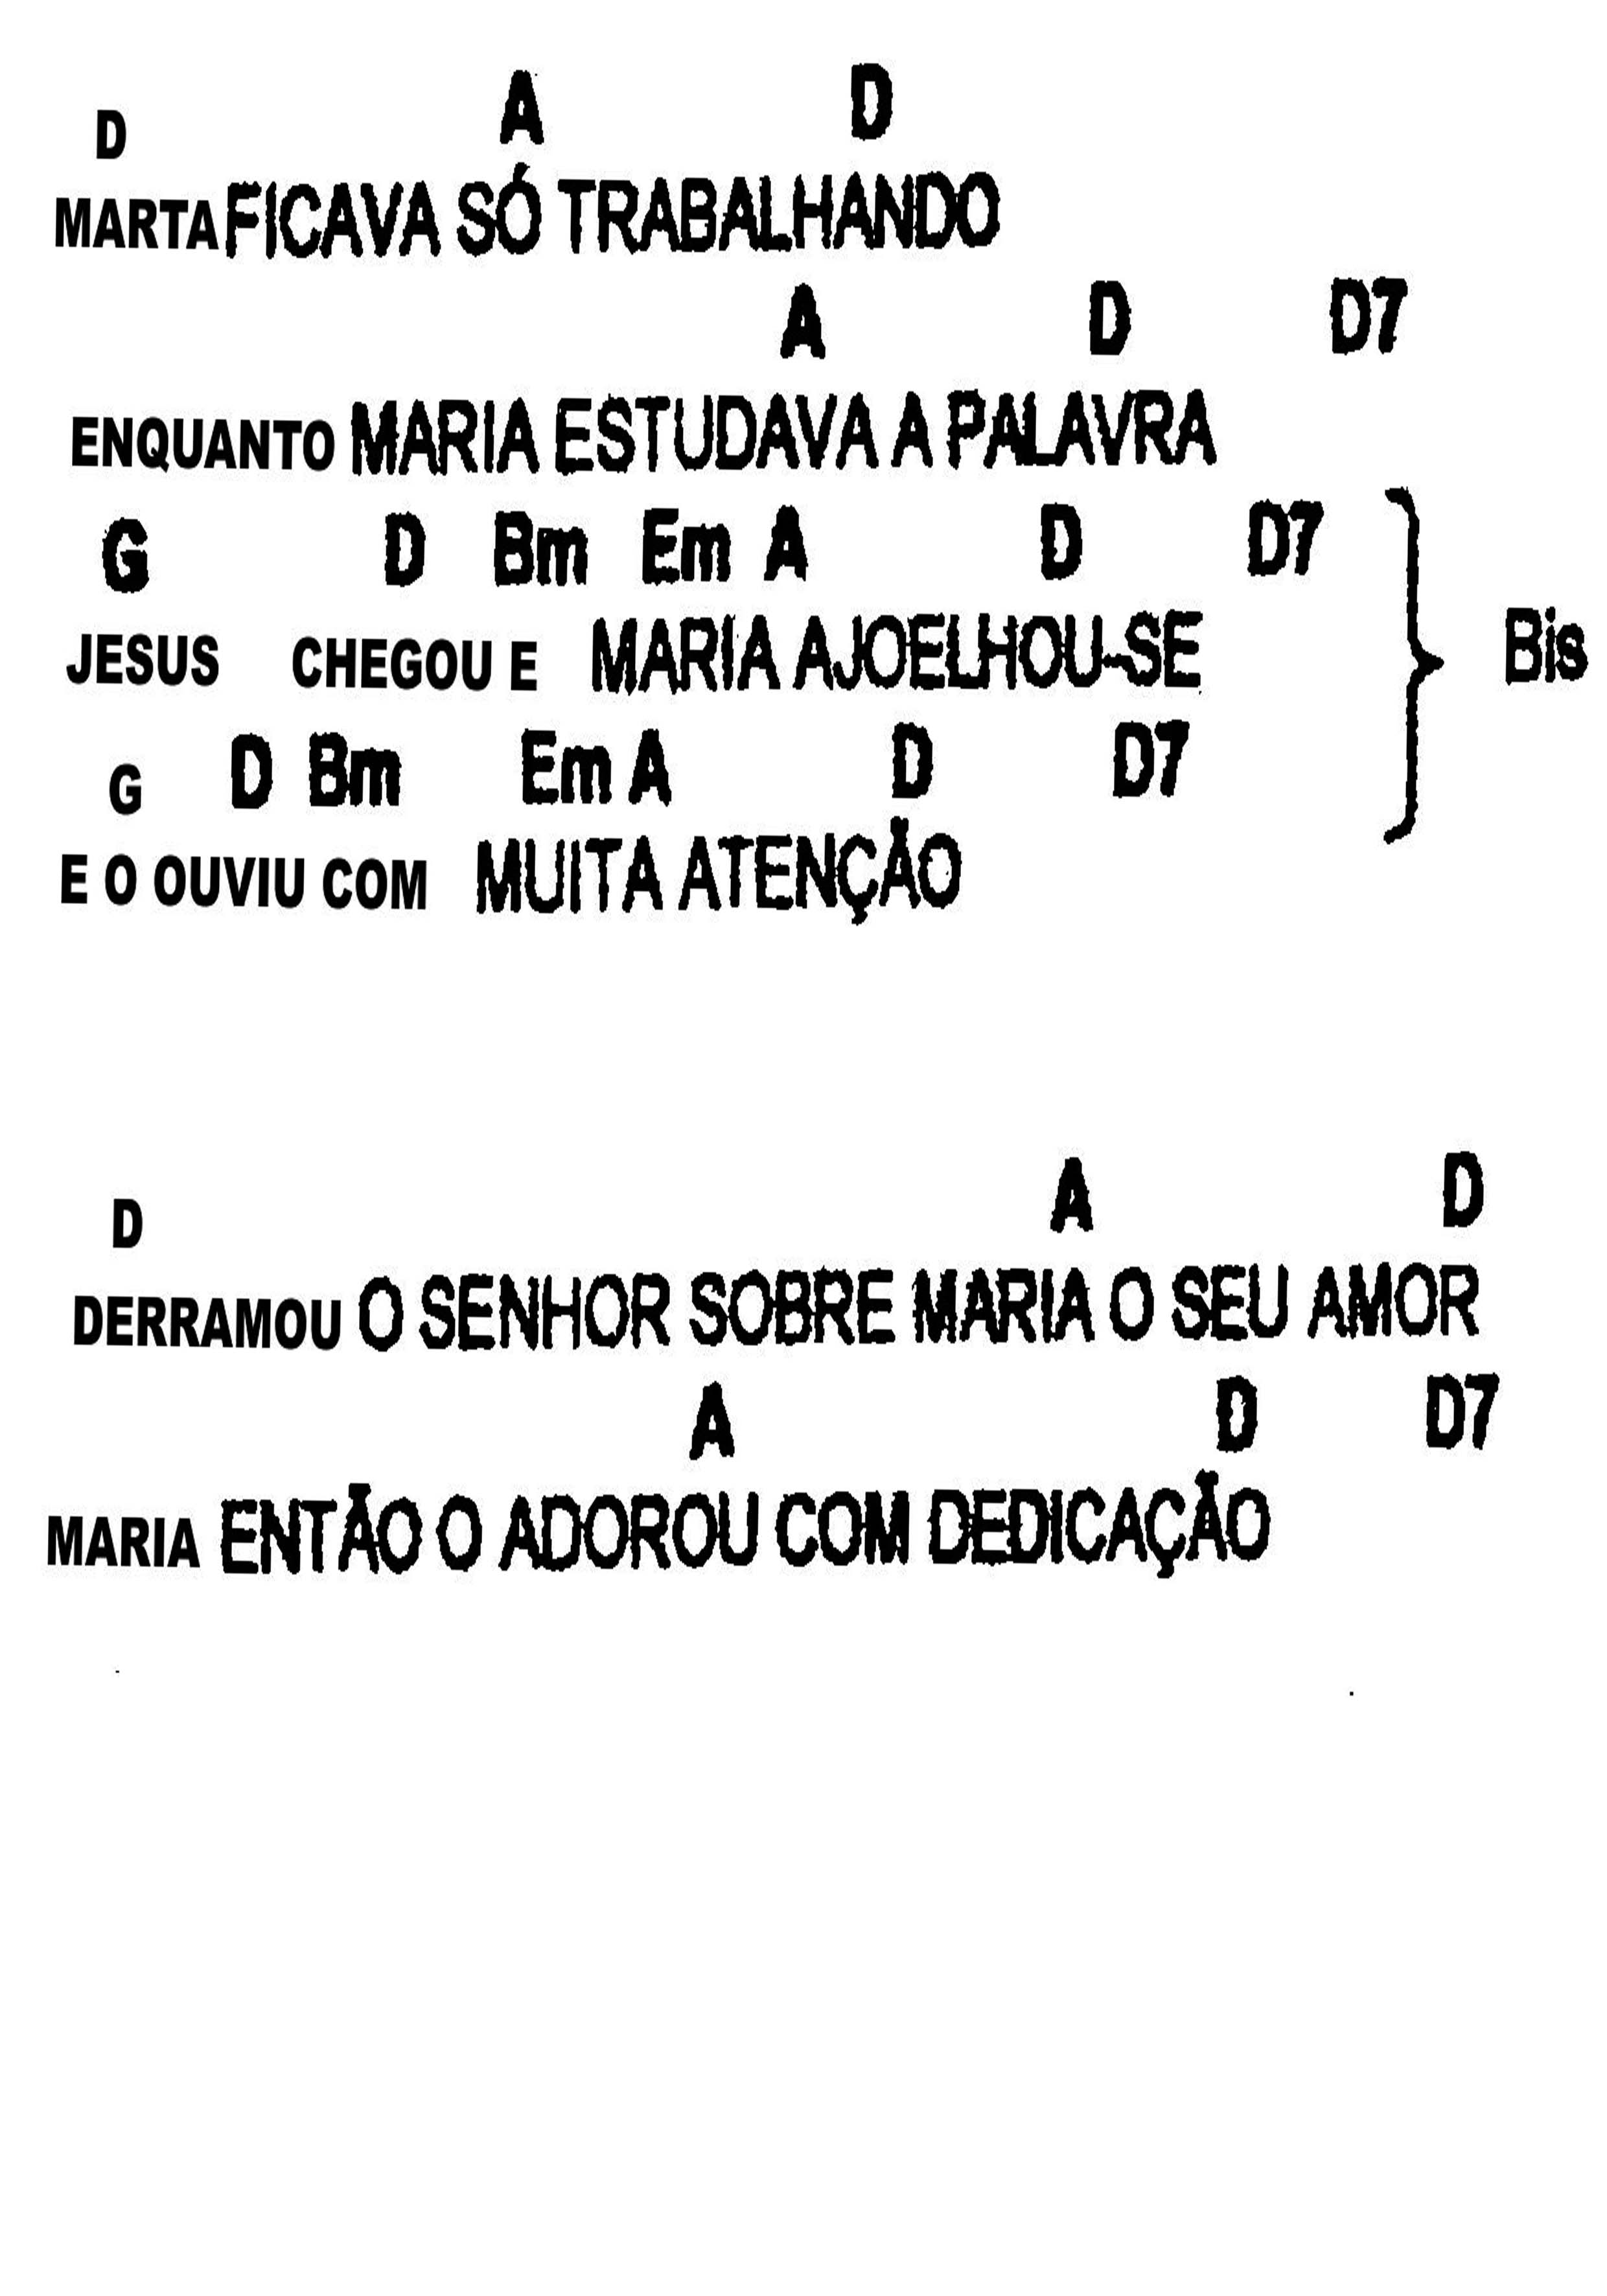 D A D
MARTA FICAVA SÓ TRABALHANDO
A D D7
ENQUANTO MARIA ESTUDAVA A PALAVRA
G D Bm Em A D D7
JESUS CHEGOU E MARIA AJOELHOU-SE
Bis
G D Bm Em A D D7
E O OUVIU COM MUITA ATENÇÃO
D A D
DERRAMOU O SENHOR SOBRE MARIA O SEU AMOR
A D D7
MARIA ENTÃO O ADOROU COM DEDICAÇÃO